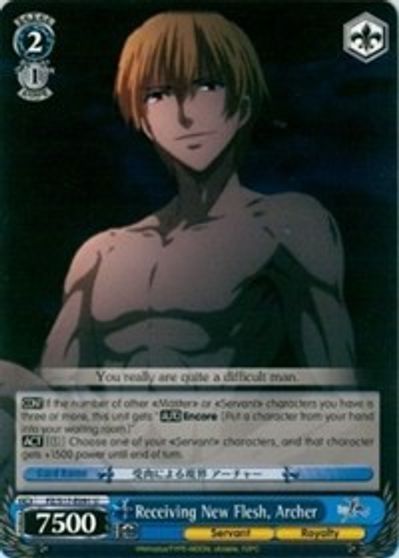 2
1
You really are quite a difficult man.
CONT If the number of other «Master» or «Servant» characters you have
three or more, this unit gets "AUTO Encore [Put a character from your hand
into your waiting room]"
ACT [(1)] Choose one of your «Servant» characters, and that character
gets +1500 power until end of turn.
Card Name
受肉による現界 アーチャー
7500
Receiving New Flesh, Archer
Servant
Royalty